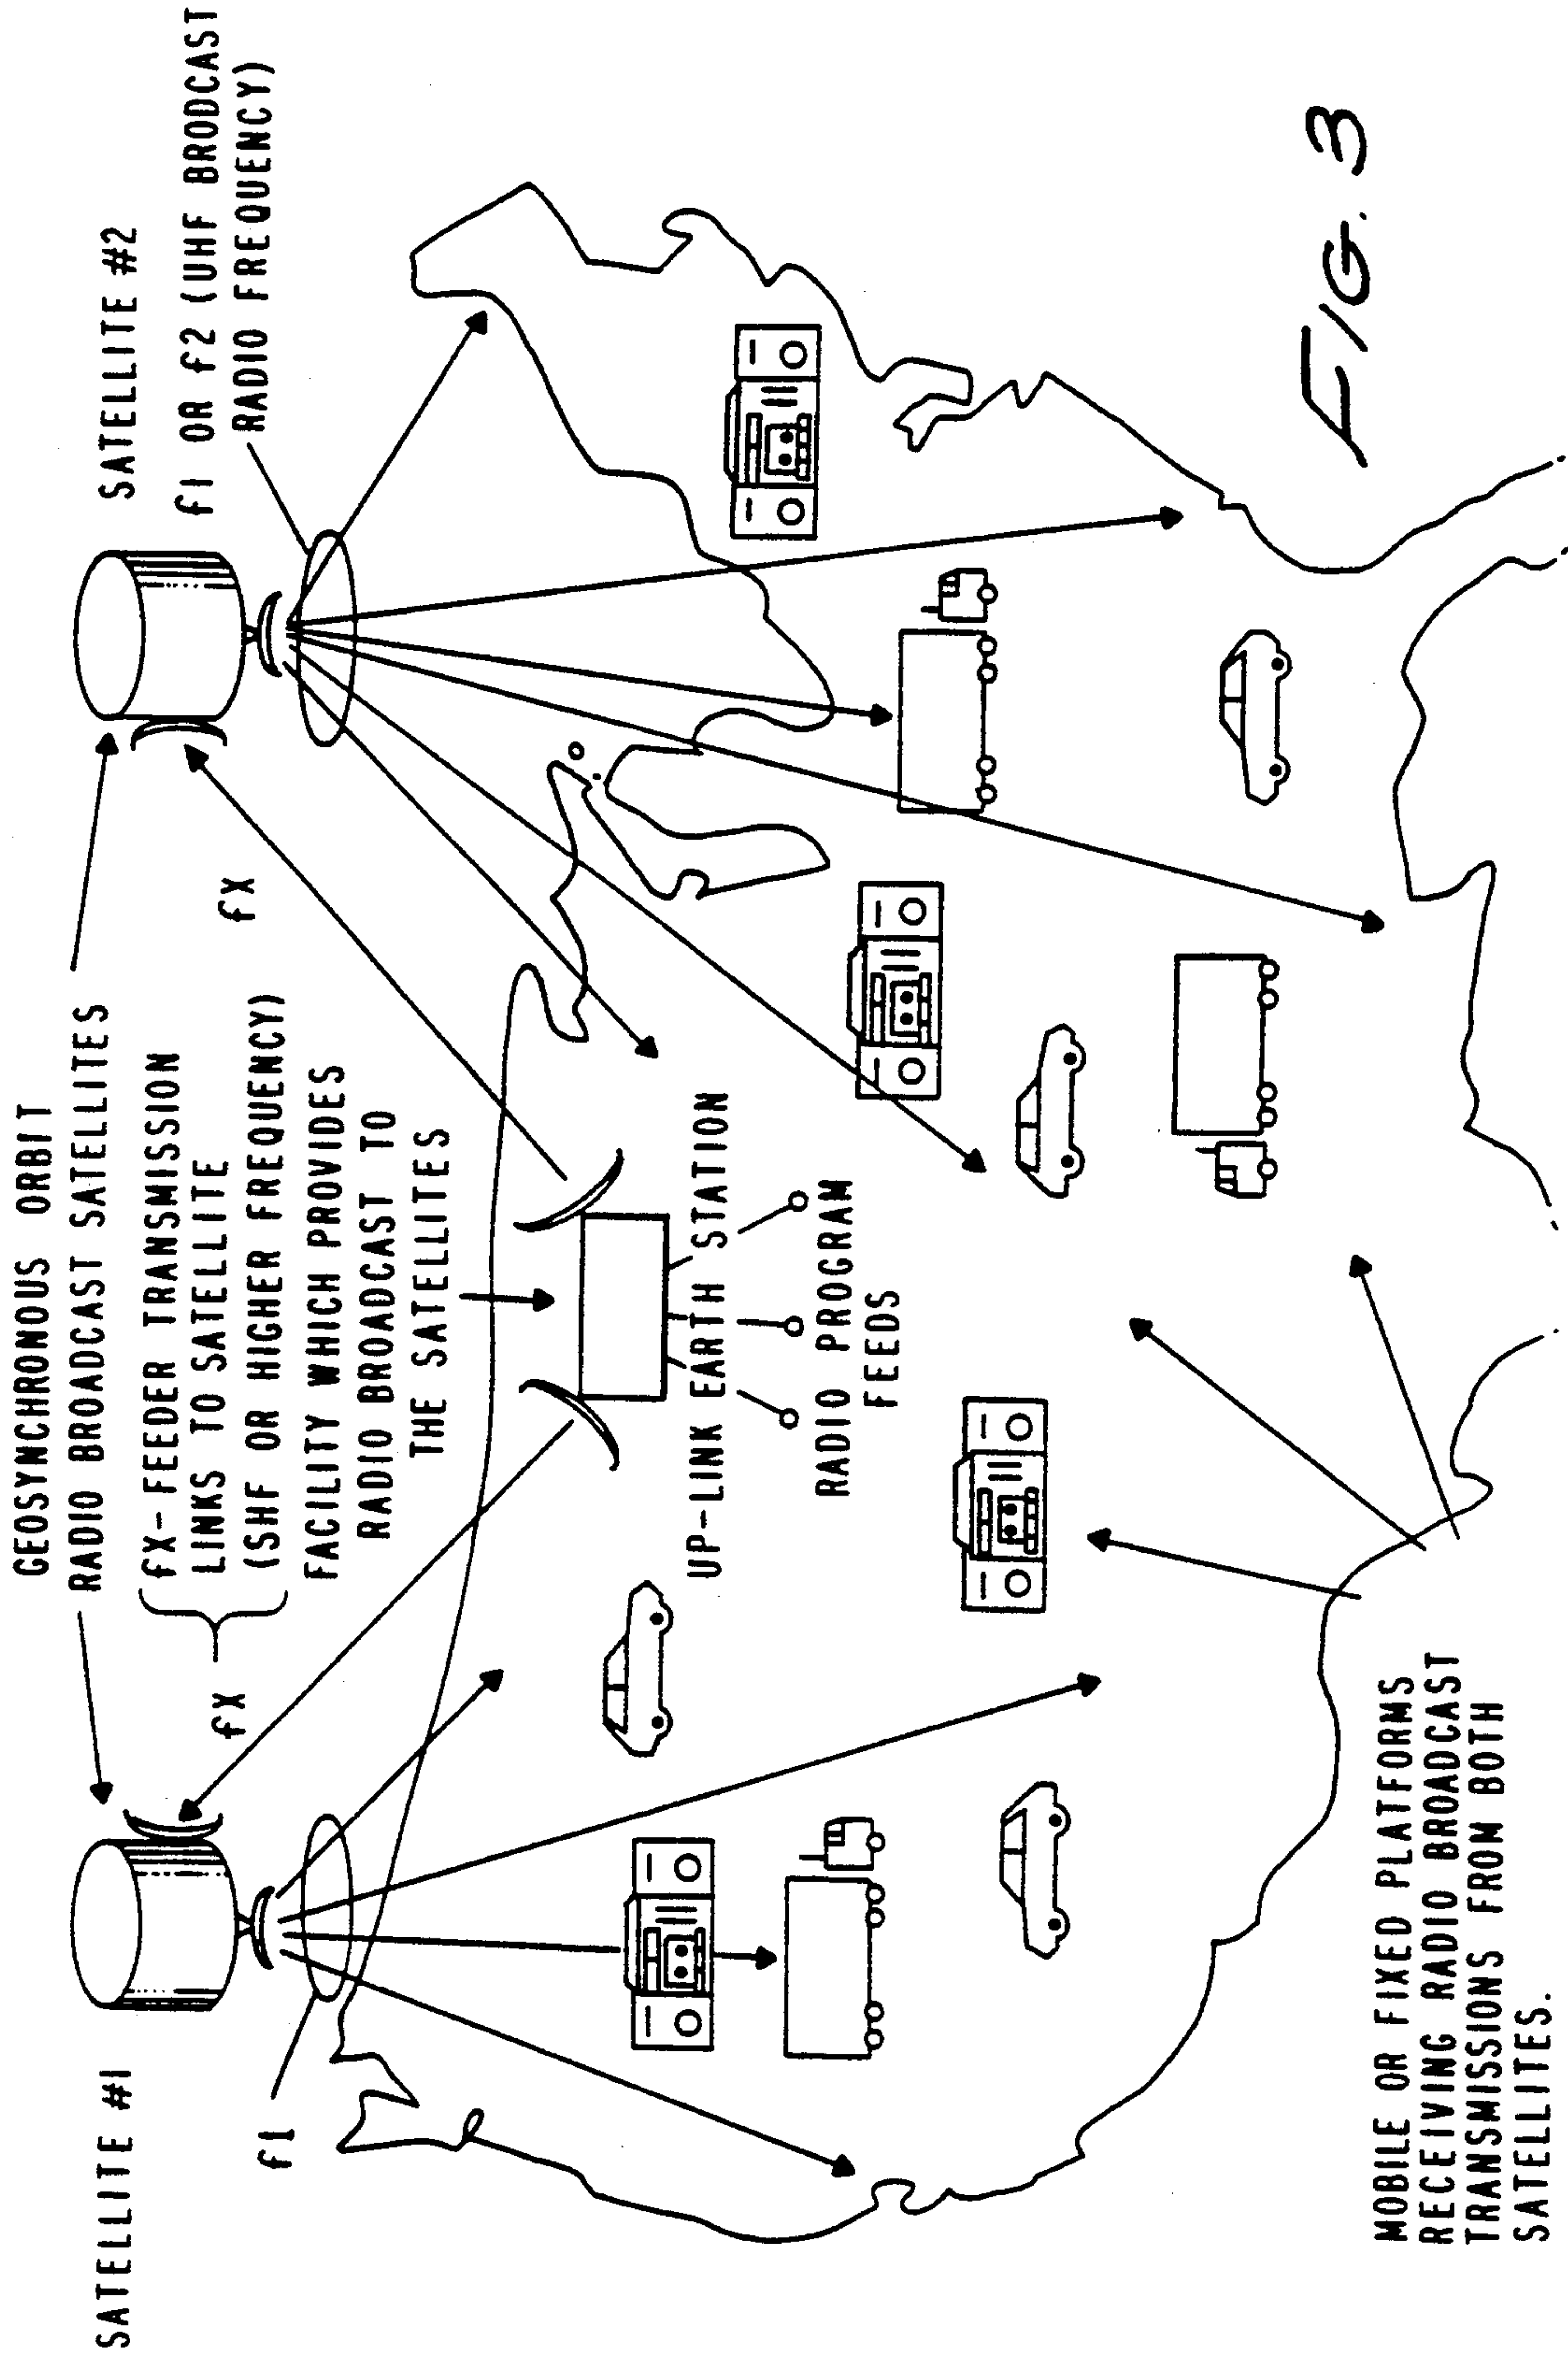 GEOSYNCHRONOUS ORBIT
RADIO BROADCAST SATELLITES
SATELLITE #1
SATELLITE #2
fX-FEEDER TRANSMISSION
LINKS TO SATELLITE
(SHF OR HIGHER FREQUENCY)
fX
fX
f1 OR f2 (UHF BRODCAST
RADIO FREQUENCY)
f1
FACILITY WHICH PROVIDES
RADIO BROADCAST TO
THE SATELLITES
UP-LINK EARTH STATION
RADIO PROGRAM
FEEDS
MOBILE OR FIXED PLATFORMS
RECEIVING RADIO BROADCAST
TRANSMISSIONS FROM BOTH
SATELLITES.
FIG. 3